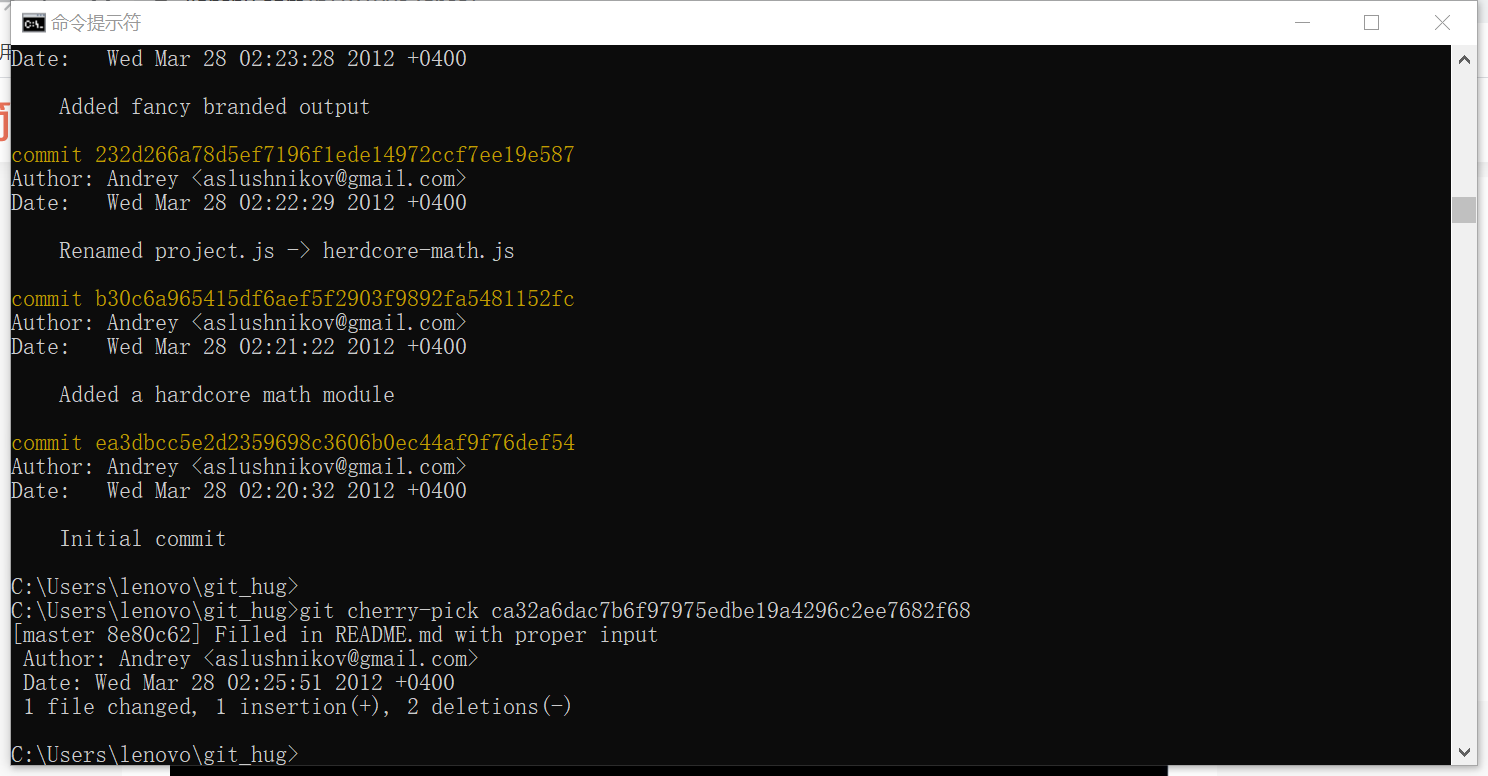 命令提示符
Date:   Wed Mar 28 02:23:28 2012 +0400
Added fancy branded output
commit 232d266a78d5ef7196f1ede14972ccf7ee19e587
Author: Andrey <aslushnikov@gmail.com>
Date:   Wed Mar 28 02:22:29 2012 +0400
Renamed project.js -> herdcore-math.js
commit b30c6a965415df6aef5f2903f9892fa5481152fc
Author: Andrey <aslushnikov@gmail.com>
Date:   Wed Mar 28 02:21:22 2012 +0400
Added a hardcore math module
commit ea3dbcc5e2d2359698c3606b0ec44af9f76def54
Author: Andrey <aslushnikov@gmail.com>
Date:   Wed Mar 28 02:20:32 2012 +0400
Initial commit
C:\Users\lenovo\git_hug>
C:\Users\lenovo\git_hug>git cherry-pick ca32a6dac7b6f97975edbe19a4296c2ee7682f68
[master 8e80c62] Filled in README.md with proper input
Author: Andrey <aslushnikov@gmail.com>
Date: Wed Mar 28 02:25:51 2012 +0400
1 file changed, 1 insertion(+), 2 deletions(-)
C:\Users\lenovo\git_hug>